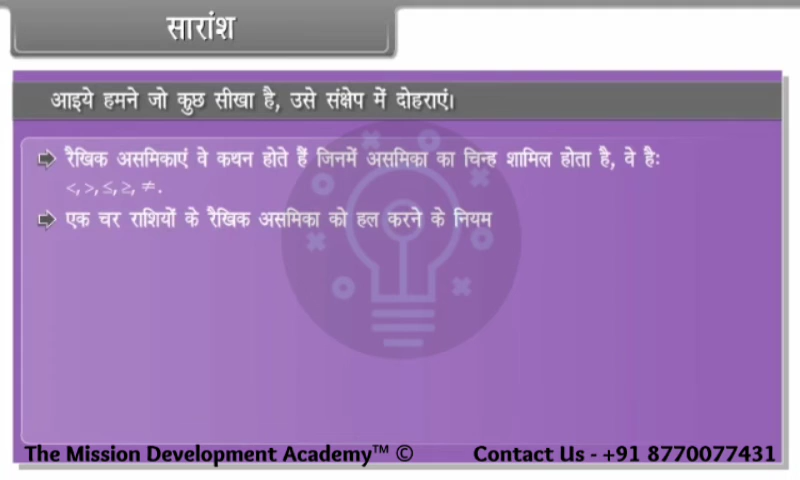 सारांश
आइये हमने जो कुछ सीखा है, उसे संक्षेप में दोहराएं।
रैखिक असमिकाएं वे कथन होते हैं जिनमें असमिका का चिन्ह शामिल होता है, वे है:
<, >, ≤, ≥, ≠.
एक चर राशियों के रैखिक असमिका को हल करने के नियम
The Mission Development Academy™ © Contact Us - +91 8770077431